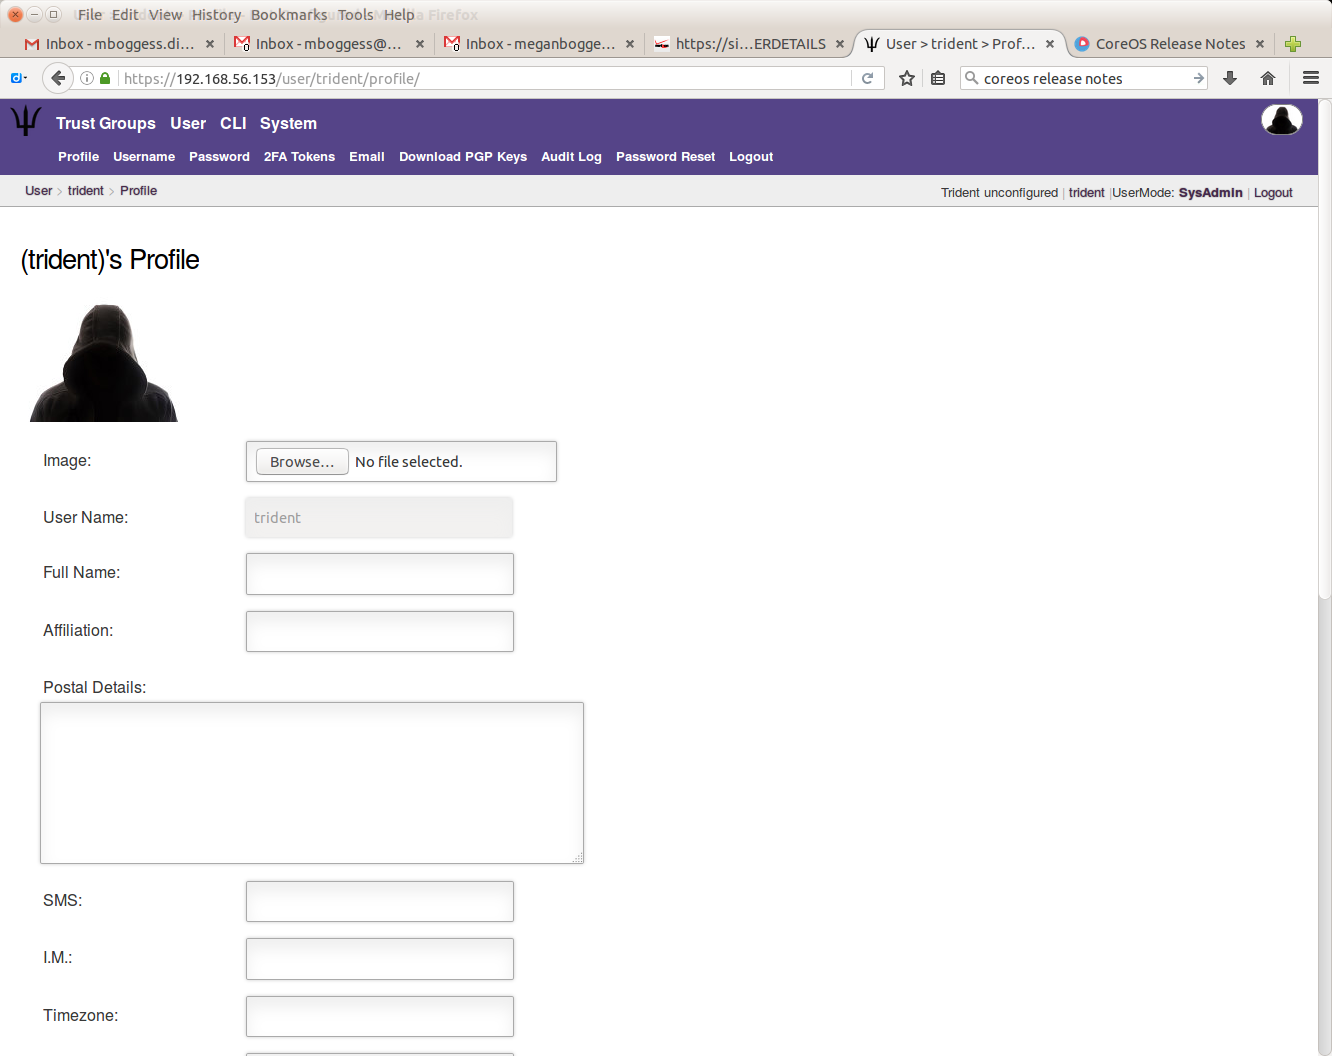 File Edit View History Bookmarks Tools Help
Inbox - mboggess.di... Inbox - mboggess@... Inbox - meganbogge... https://si...ERDETAILS User > trident > Prof... CoreOS Release Notes
https://192.168.56.153/user/trident/profile/ coreos release notes
Trust Groups User CLI System
Profile Username Password 2FA Tokens Email Download PGP Keys Audit Log Password Reset Logout
User > trident > Profile Trident unconfigured | trident |UserMode: SysAdmin | Logout
(trident)'s Profile
Image: Browse... No file selected.
User Name: trident
Full Name:
Affiliation:
Postal Details:
SMS:
I.M.:
Timezone: